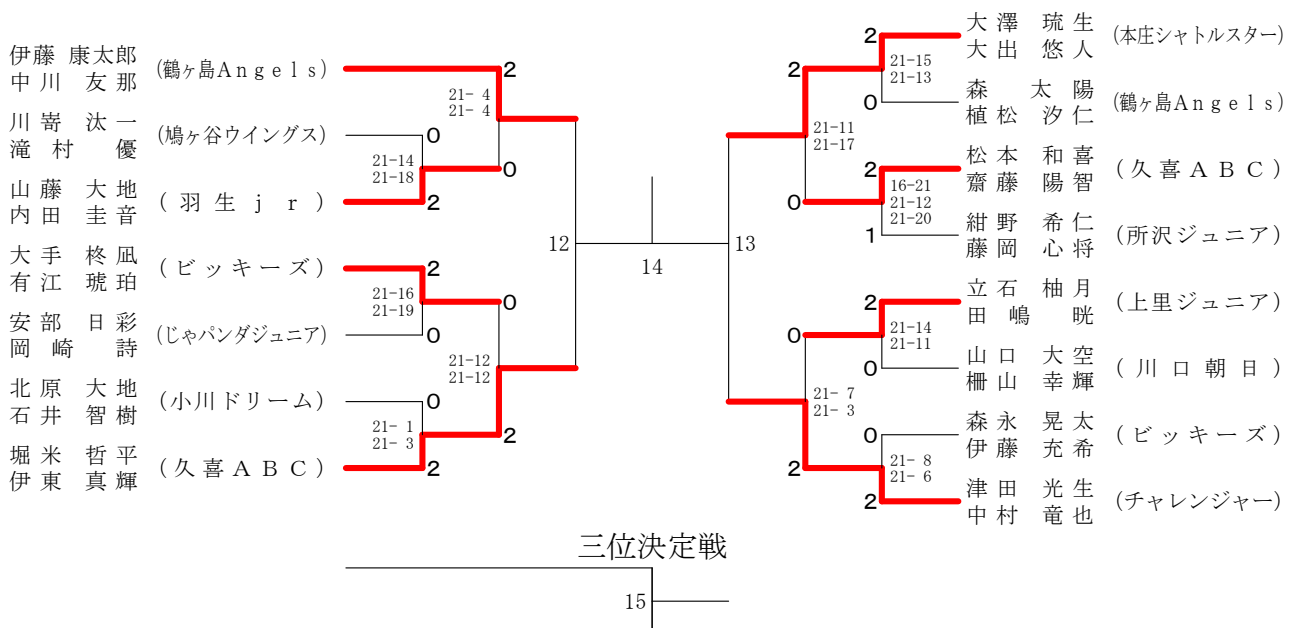 伊藤 康太郎
中川 友那
(鶴ヶ島Angels)
2
21- 4
21- 4
川嵜 汰一
滝村 優
(鳩ヶ谷ウイングス)
0
21-14
21-18
0
山藤 大地
内田 圭音
(羽生jr)
2
12
大手 柊凪
有江 琥珀
(ビッキーズ)
2
21-16
21-19
0
安部 日彩
岡崎 詩
(じゃパンダジュニア)
0
21-12
21-12
北原 大地
石井 智樹
(小川ドリーム)
0
21- 1
21- 3
2
堀米 哲平
伊東 真輝
(久喜ABC)
2
14
大澤 琉生
大出 悠人
(本庄シャトルスター)
2
21-15
21-13
2
森 太陽
植松 汐仁
(鶴ヶ島Angels)
0
21-11
21-17
松本 和喜
齋藤 陽智
(久喜ABC)
2
16-21
21-12
21-20
0
紺野 希仁
藤岡 心将
(所沢ジュニア)
1
13
立石 柚月
田嶋 晄
(上里ジュニア)
2
21-14
21-11
0
山口 大空
柵山 幸輝
(川口朝日)
0
21- 7
21- 3
森永 晃太
伊藤 充希
(ビッキーズ)
0
21- 8
21- 6
2
津田 光生
中村 竜也
(チャレンジャー)
2
三位決定戦
15